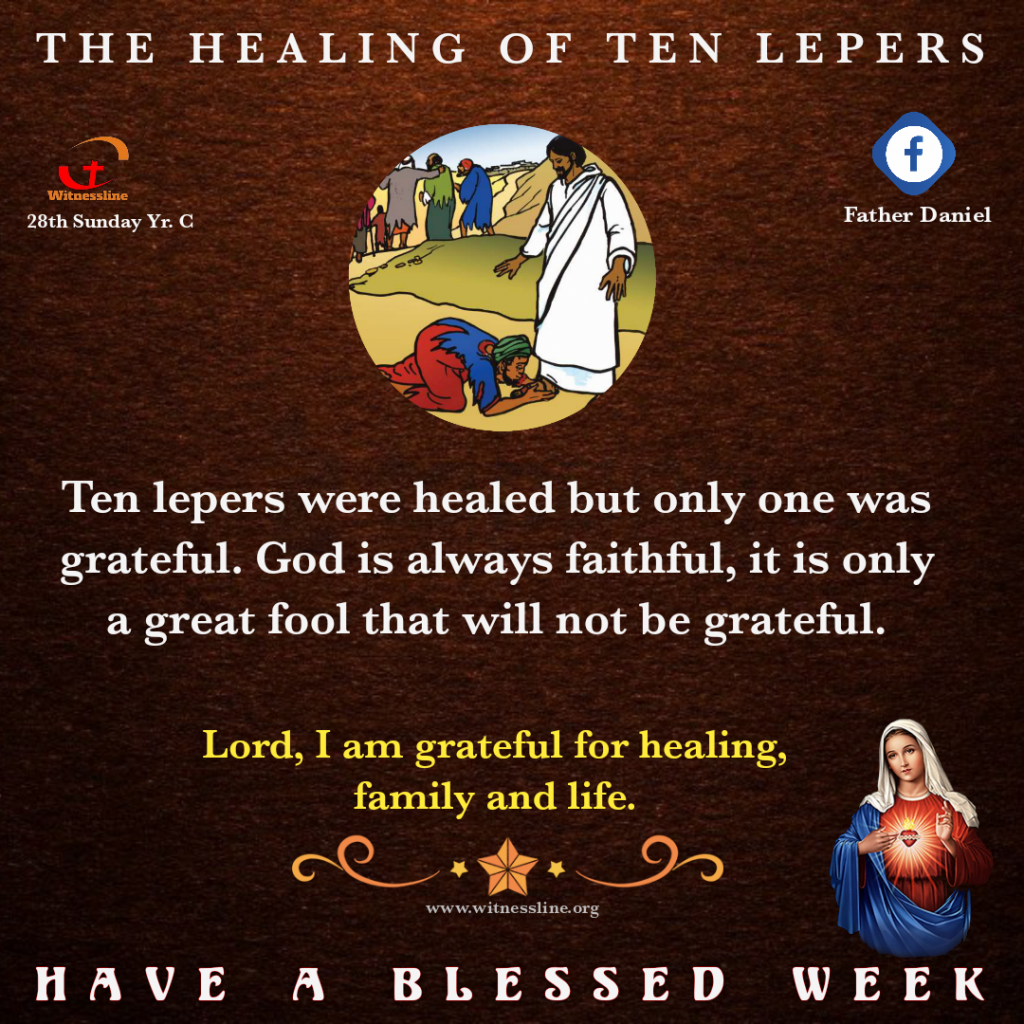 THE HEALING OF TEN LEPERS
Witnessline
28th Sunday Yr. C
f
Father Daniel
Ten lepers were healed but only one was
grateful. God is always faithful, it is only
a great fool that will not be grateful.
Lord, I am grateful for healing,
family and life.
www.witnessline.org
HAVE A BLESSED WEEK